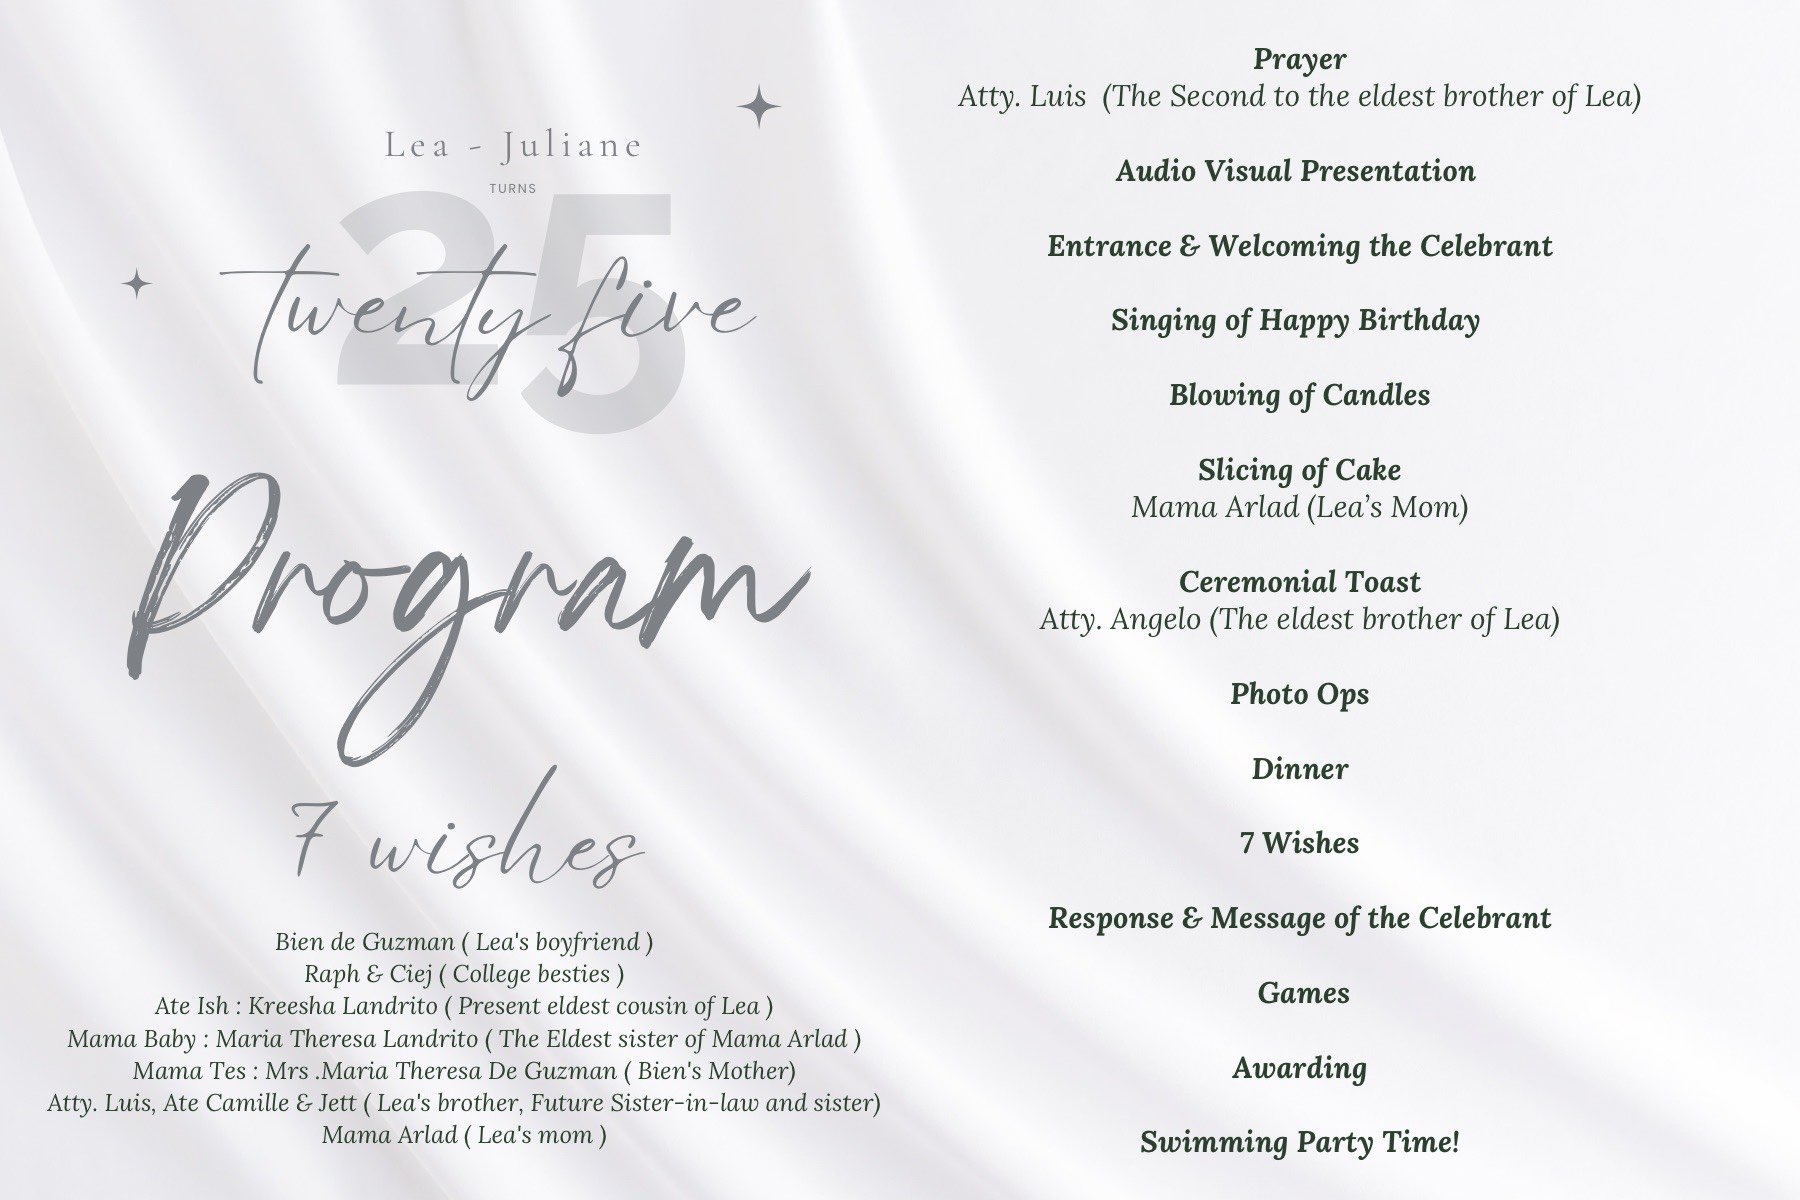 Lea - Juliane
TURNS
25
twenty five
Program
7 wishes
Bien de Guzman ( Lea's boyfriend )
Raph & Ciej ( College besties )
Ate Ish : Kreesha Landrito ( Present eldest cousin of Lea )
Mama Baby : Maria Theresa Landrito ( The Eldest sister of Mama Arlad )
Mama Tes : Mrs .Maria Theresa De Guzman ( Bien's Mother)
Atty. Luis, Ate Camille & Jett ( Lea's brother, Future Sister-in-law and sister)
Mama Arlad ( Lea's mom )
Prayer
Atty. Luis  (The Second to the eldest brother of Lea)
Audio Visual Presentation
Entrance & Welcoming the Celebrant
Singing of Happy Birthday
Blowing of Candles
Slicing of Cake
Mama Arlad (Lea’s Mom)
Ceremonial Toast
Atty. Angelo (The eldest brother of Lea)
Photo Ops
Dinner
7 Wishes
Response & Message of the Celebrant
Games
Awarding
Swimming Party Time!